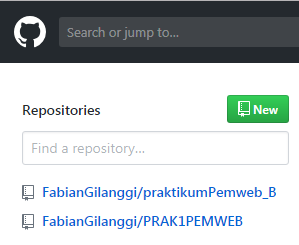 Search or jump to...
Repositories
New
Find a repository...
FabianGilanggi/praktikumPemweb_B
FabianGilanggi/PRAK1PEMWEB